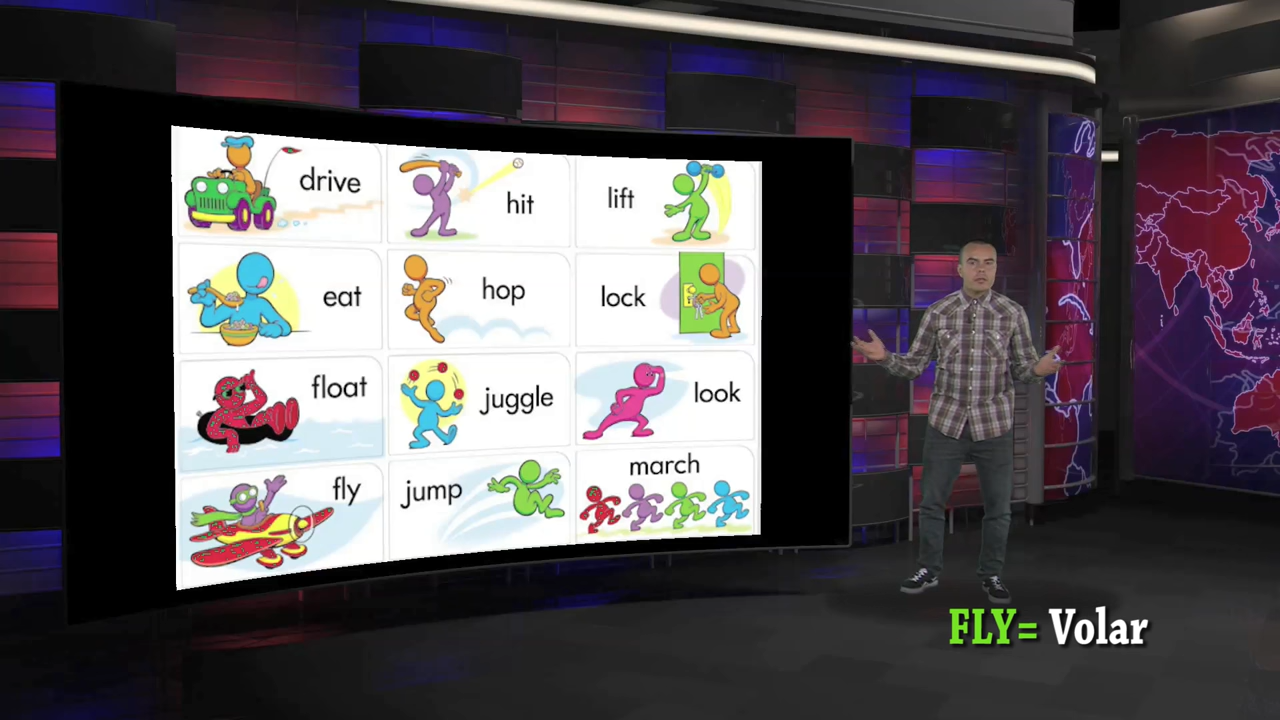 drive
hit
lift
eat
hop
lock
float
juggle
look
fly
jump
march
FLY= Volar